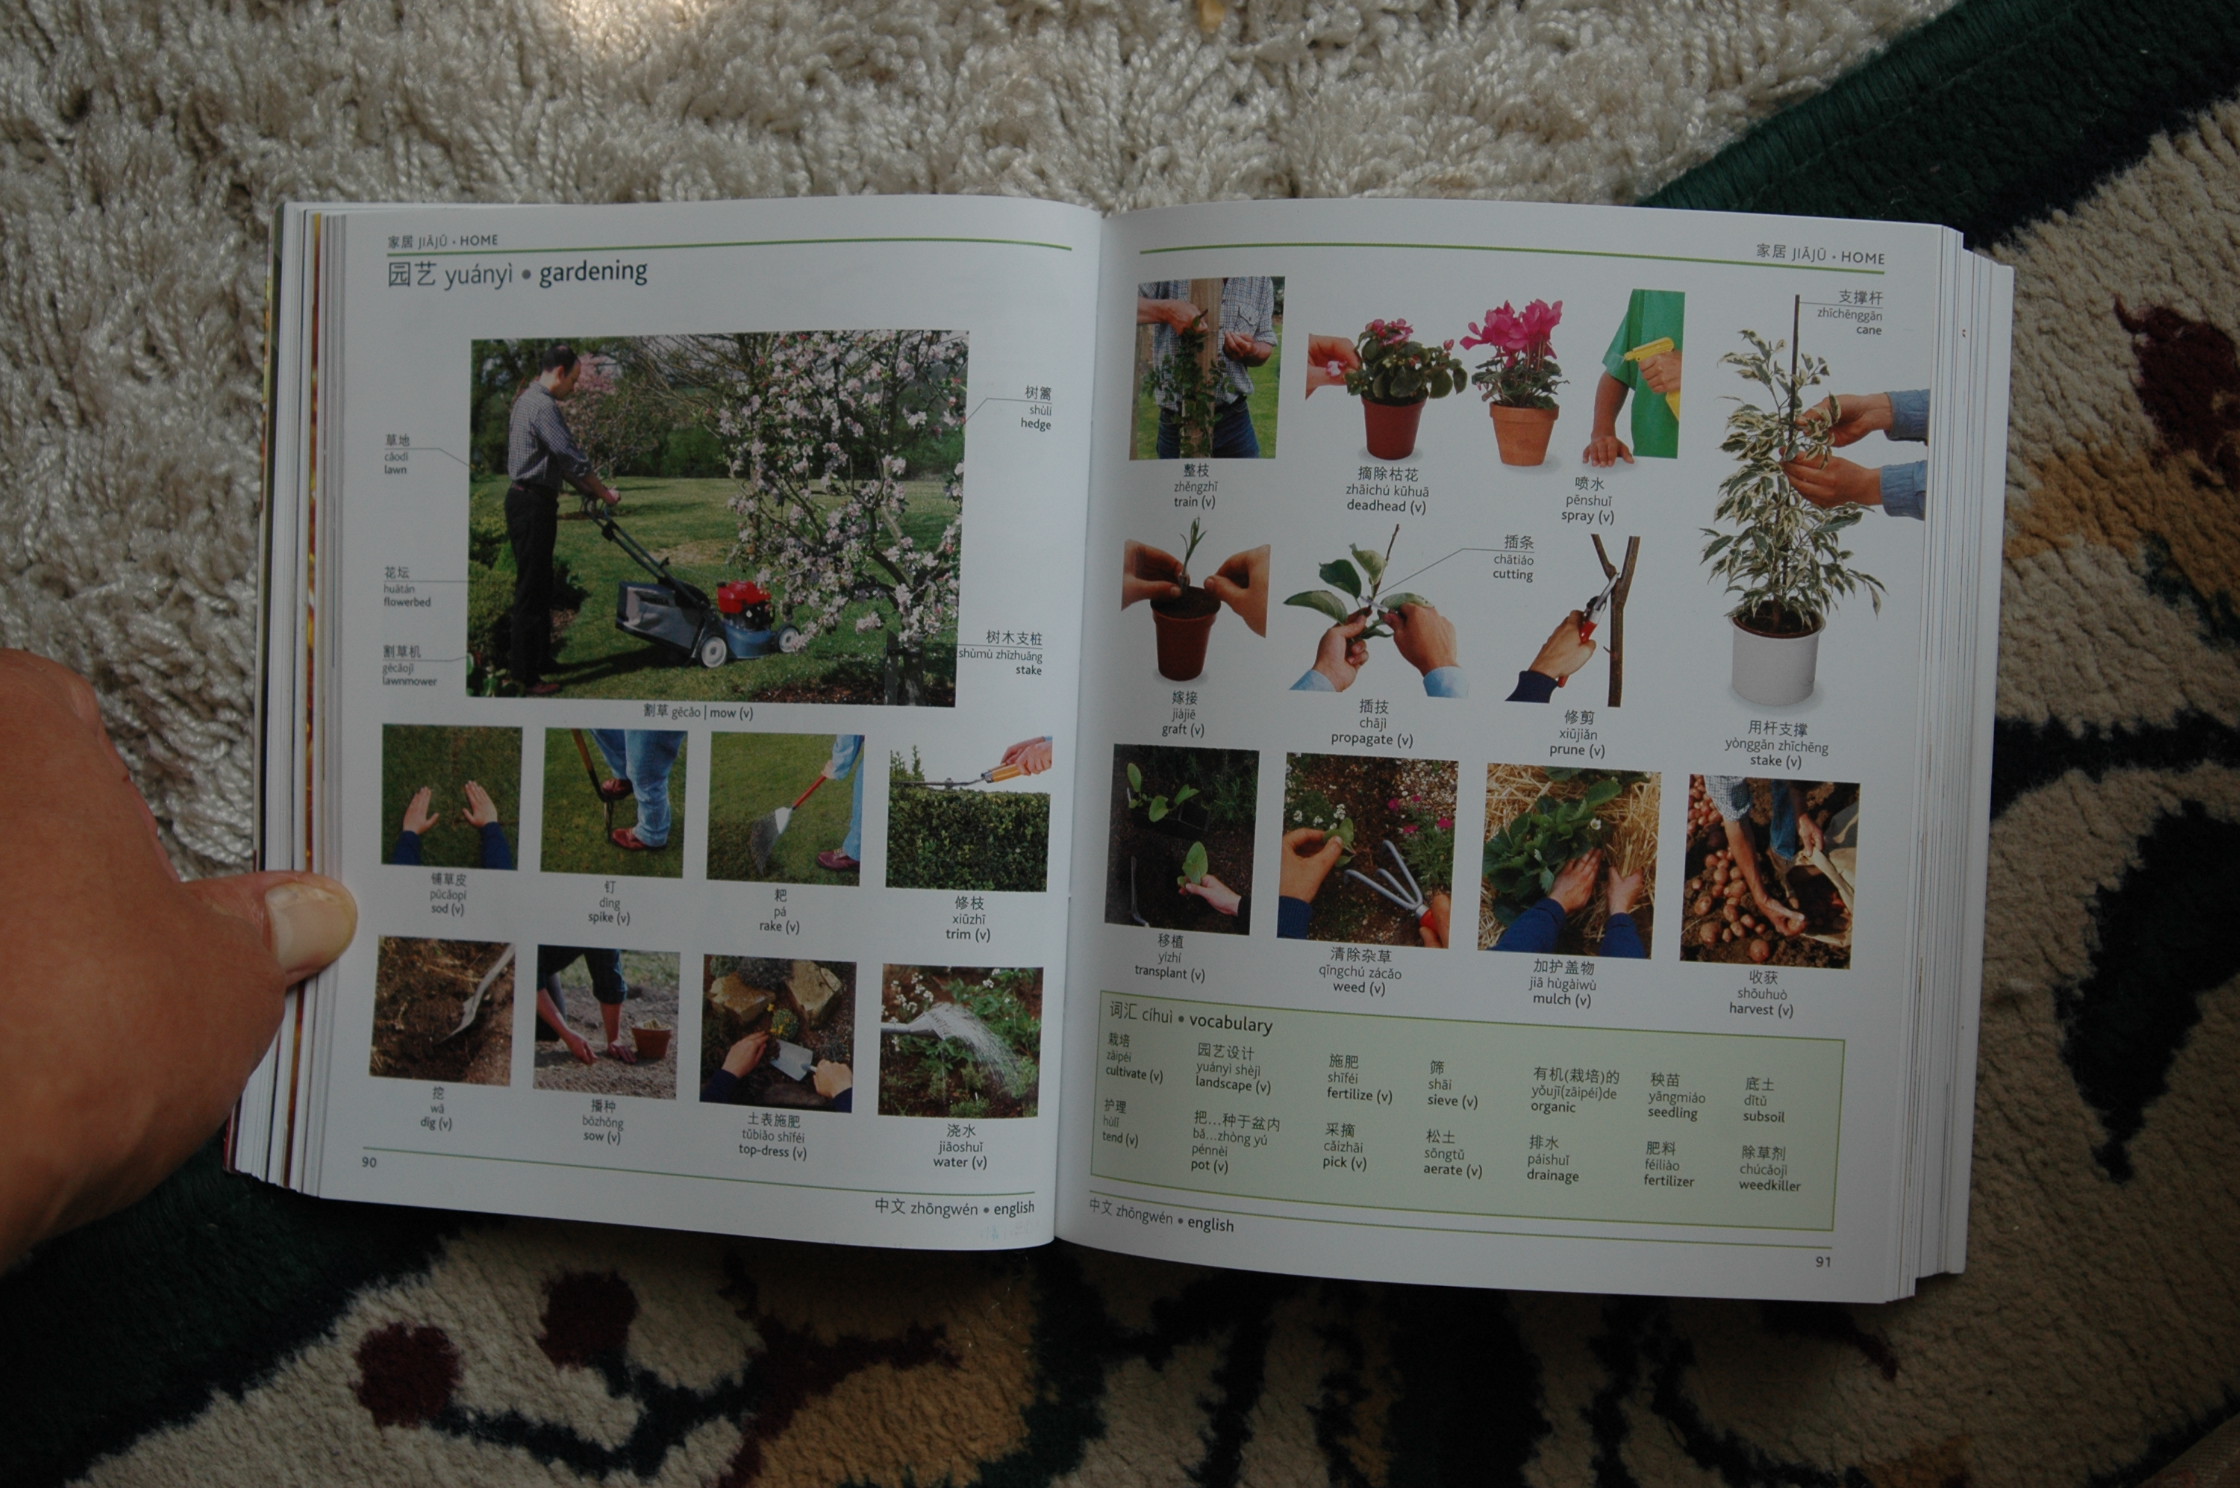 家居 JIĀJŪ • HOME
园艺 yuányì • gardening
树篱
shùlí
hedge
树木支桩
shùmù zhīzhuāng
stake
草地
cǎodì
lawn
花坛
huātán
flowerbed
割草机
gēcǎojī
lawnmower
割草 gēcǎo | mow (v)
铺草皮
pūcǎopí
sod (v)
钉
dīng
spike (v)
耙
pá
rake (v)
修枝
xiūzhī
trim (v)
挖
wā
dig (v)
播种
bōzhǒng
sow (v)
土表施肥
tǔbiǎo shīféi
top-dress (v)
浇水
jiāoshuǐ
water (v)
90
中文 zhōngwén • english
家居 JIĀJŪ • HOME
支撑杆
zhīchēnggān
cane
整枝
zhěngzhī
train (v)
摘除枯花
zhāichú kūhuā
deadhead (v)
喷水
pēnshuǐ
spray (v)
用杆支撑
yònggān zhīchēng
stake (v)
嫁接
jiàjiē
graft (v)
插条
chātiáo
cutting
插技
chājì
propagate (v)
修剪
xiūjiǎn
prune (v)
移植
yízhí
transplant (v)
清除杂草
qīngchú zácǎo
weed (v)
加护盖物
jiā hùgàiwù
mulch (v)
收获
shōuhuò
harvest (v)
词汇 cíhuì • vocabulary
栽培
zāipéi
cultivate (v)
园艺设计
yuányì shèjì
landscape (v)
施肥
shīféi
fertilize (v)
筛
shāi
sieve (v)
有机(栽培)的
yǒujī(zāipéi)de
organic
秧苗
yāngmiáo
seedling
底土
dǐtǔ
subsoil
护理
hùlǐ
tend (v)
把...种于盆内
bǎ...zhòng yú
pénnèi
pot (v)
采摘
cǎizhāi
pick (v)
松土
sōngtǔ
aerate (v)
排水
páishuǐ
drainage
肥料
féiliào
fertilizer
除草剂
chúcǎojì
weedkiller
中文 zhōngwén • english
91